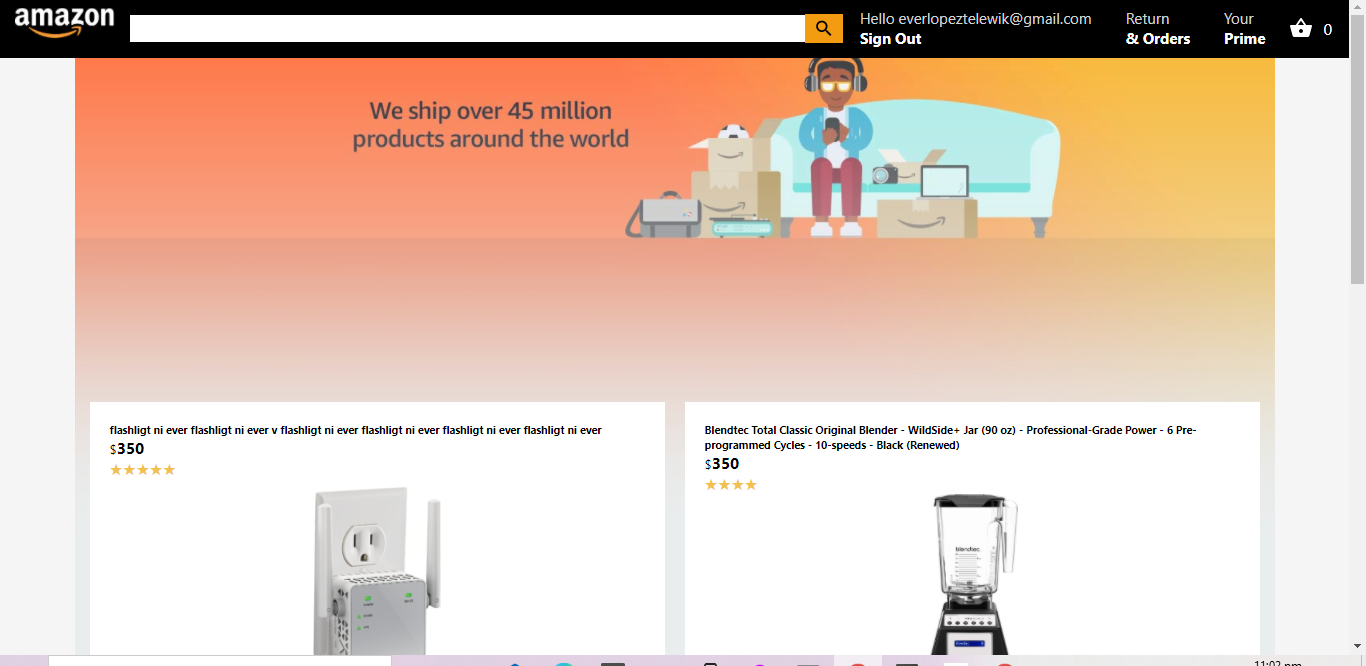 amazon
Hello everlopeztelewik@gmail.com
Sign Out
Return
& Orders
Your
Prime
0
We ship over 45 million
products around the world
flashligt ni ever flashligt ni ever v flashligt ni ever flashligt ni ever flashligt ni ever flashligt ni ever
$350
Blendtec Total Classic Original Blender - WildSide+ Jar (90 oz) - Professional-Grade Power - 6 Pre-
programmed Cycles - 10-speeds - Black (Renewed)
$350
blendtec